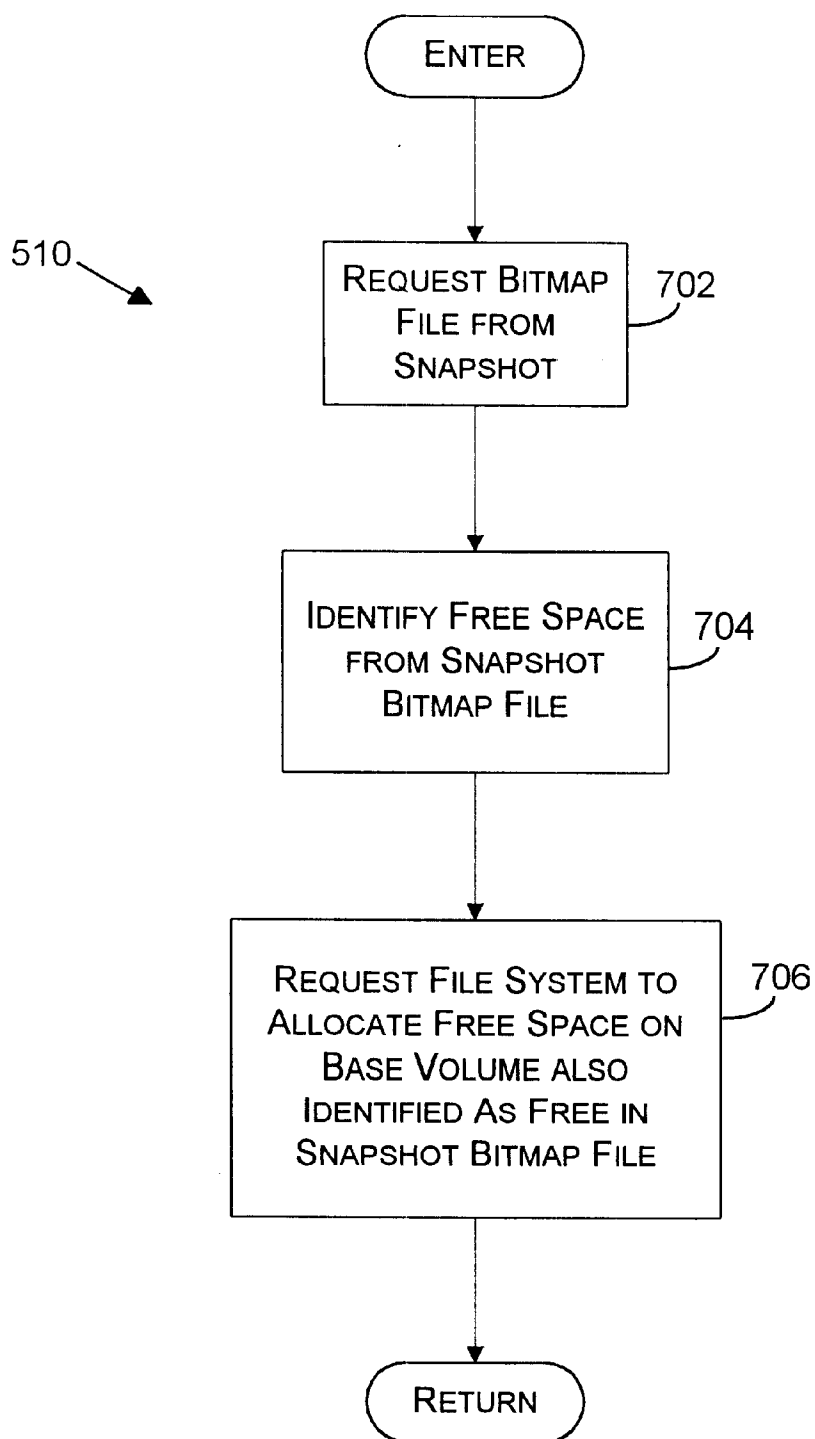 ENTER
510
REQUEST BITMAP
FILE FROM
SNAPSHOT
702
IDENTIFY FREE SPACE
FROM SNAPSHOT
BITMAP FILE
704
REQUEST FILE SYSTEM TO
ALLOCATE FREE SPACE ON
BASE VOLUME ALSO
IDENTIFIED AS FREE IN
SNAPSHOT BITMAP FILE
706
RETURN